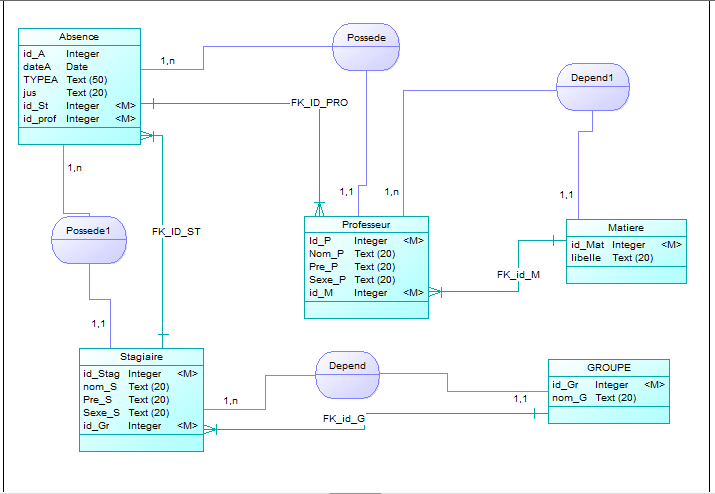 Absence
id_A Integer
dateA Date
TYPEA Text (50)
jus Text (20)
id_St Integer <M>
id_prof Integer <M>
1,n
Possede
Depend1
FK_ID_PRO
1,n
1,1
1,n
1,1
Possede1
FK_ID_ST
Professeur
Id_P Integer <M>
Nom_P Text (20)
Pre_P Text (20)
Sexe_P Text (20)
id_M Integer <M>
Matiere
id_Mat Integer <M>
libelle Text (20)
FK_id_M
1,1
Stagiaire
id_Stag Integer <M>
nom_S Text (20)
Pre_S Text (20)
Sexe_S Text (20)
id_Gr Integer <M>
Depend
1,n
1,1
FK_id_G
GROUPE
id_Gr Integer <M>
nom_G Text (20)